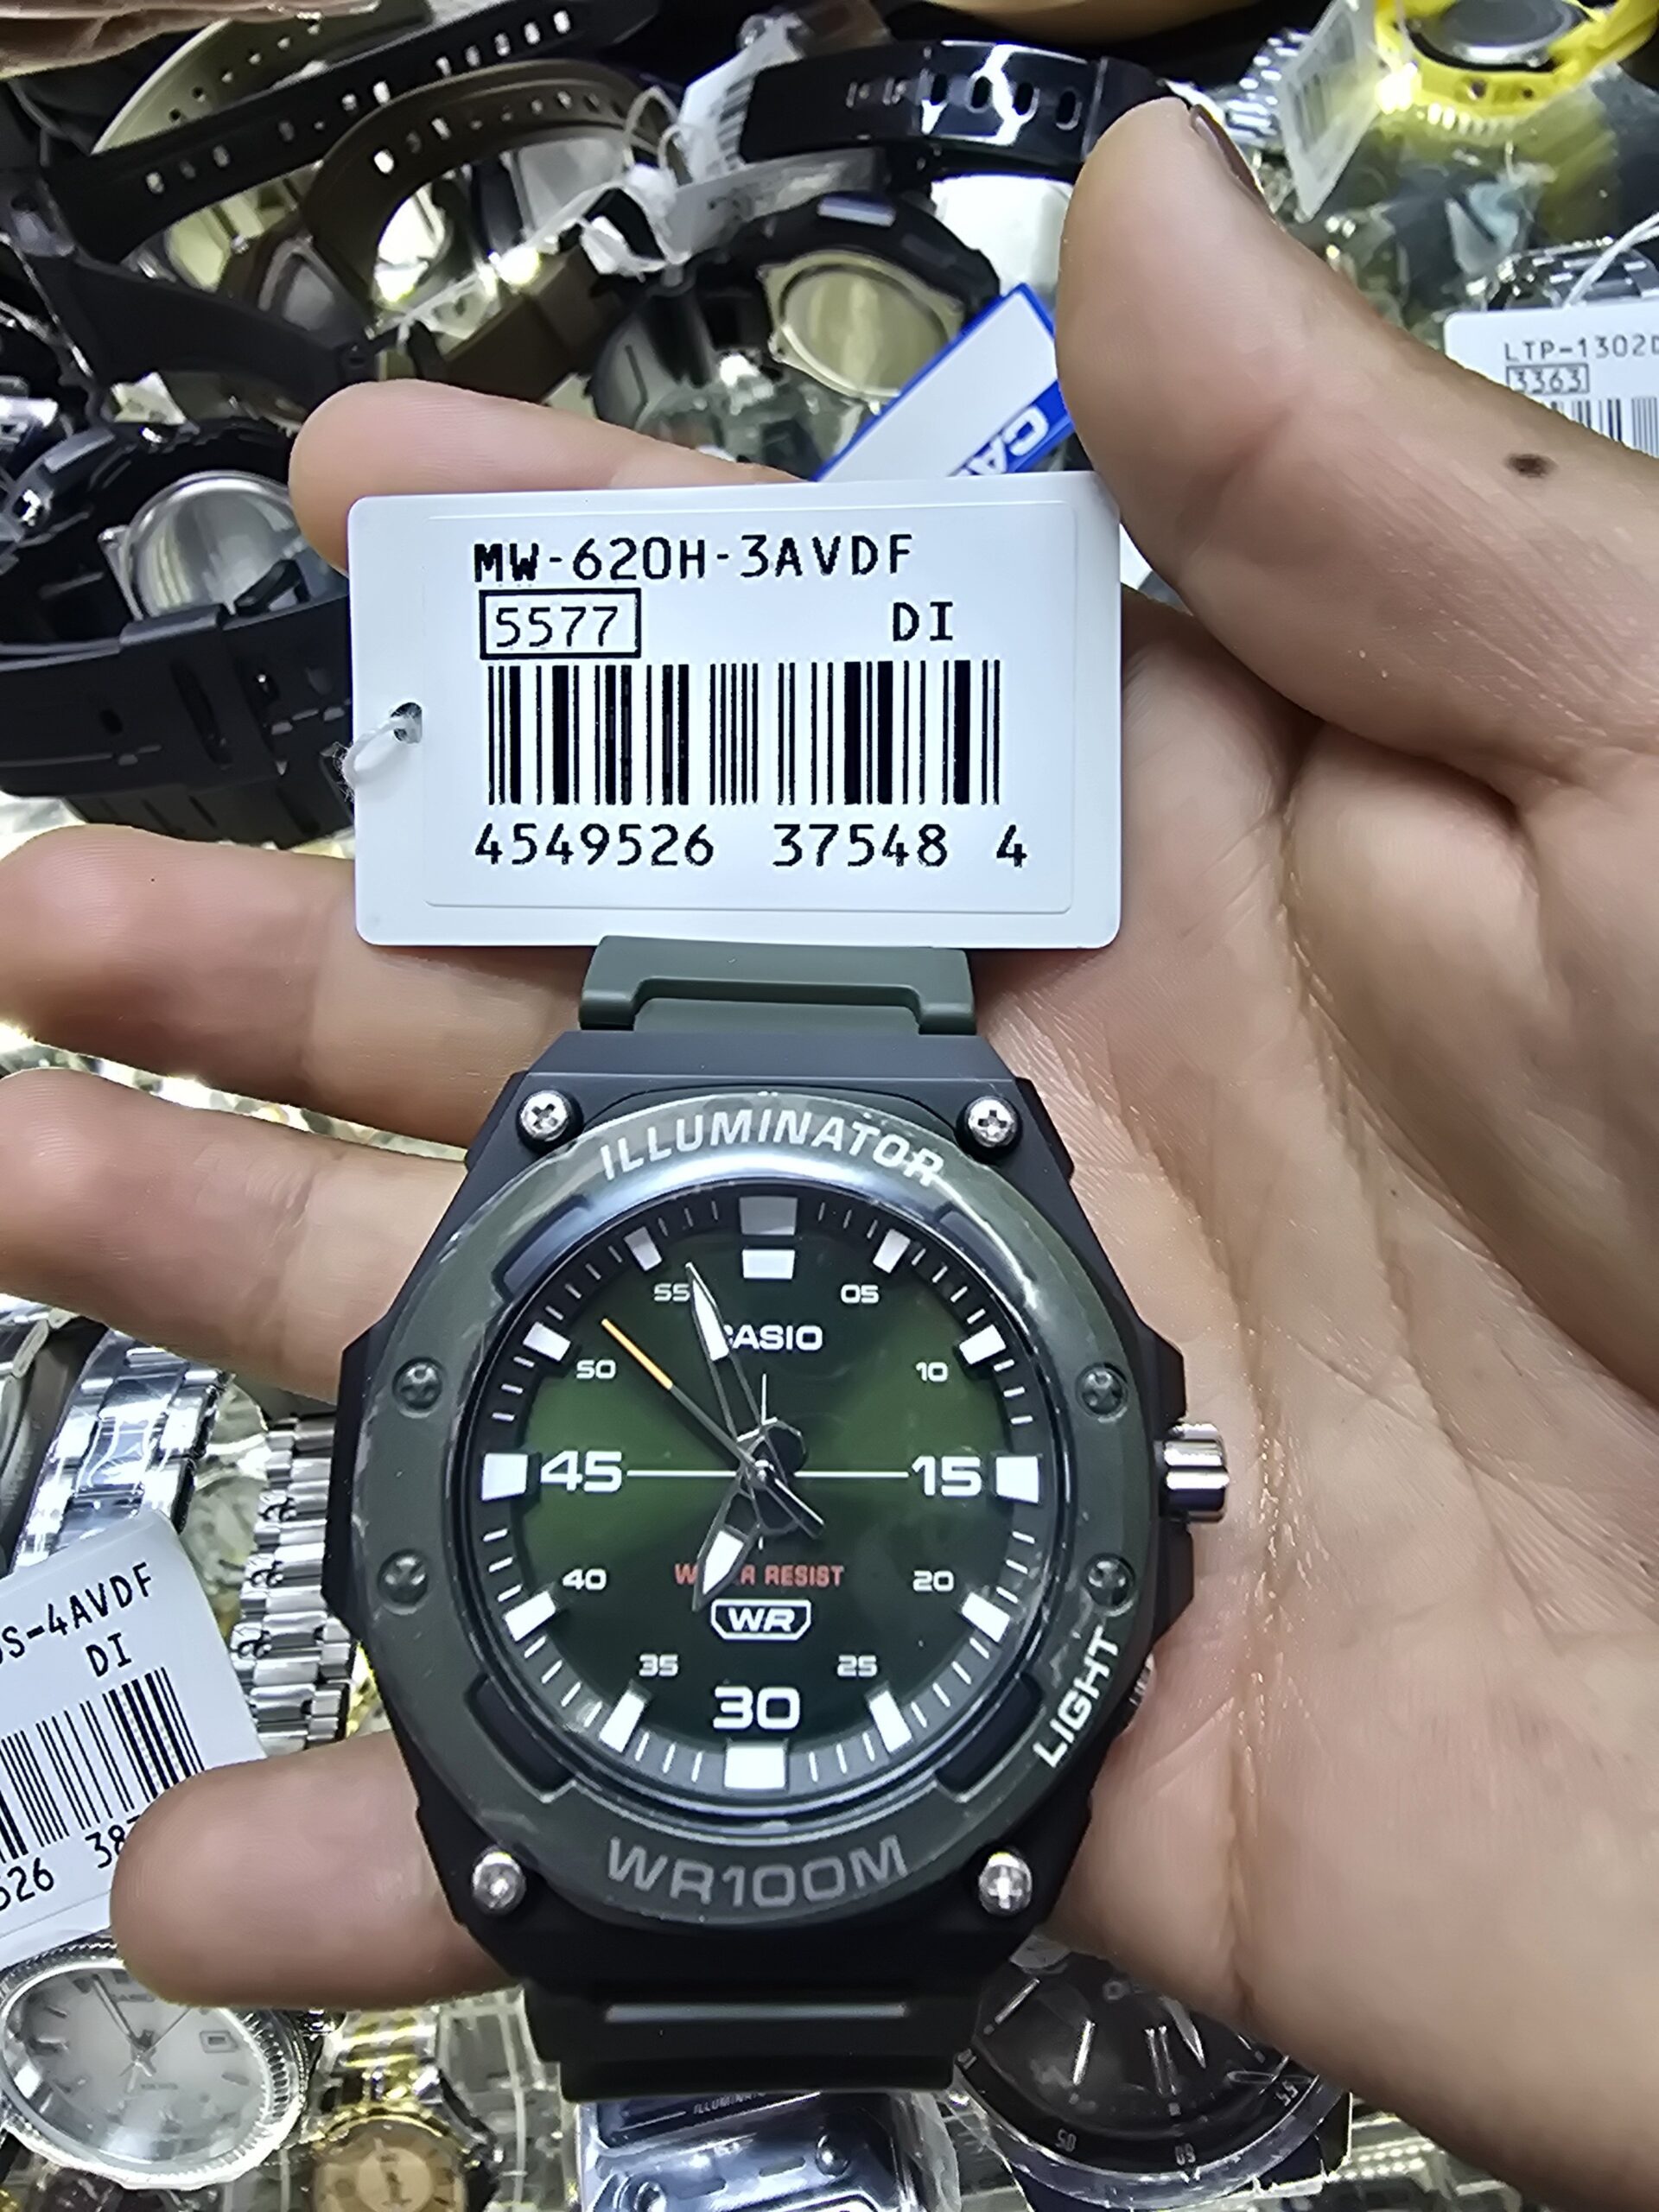 LTP-1302D
3363
MW-620H-3AVDF
5577 DI
4549526 37548 4
ILLUMINATOR
55 05
CASIO
50 10
45 15
WATER RESIST
40 20
WR
35 25
30
LIGHT
WR100M
S-4AVDF
DI